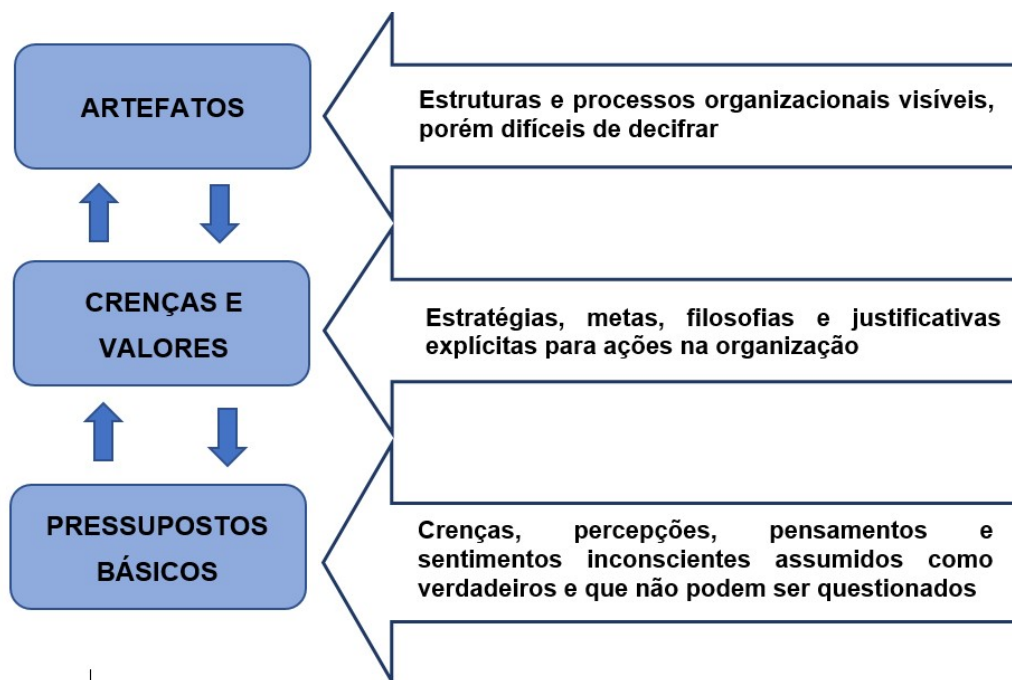 ARTEFATOS
Estruturas e processos organizacionais visíveis,
porém difíceis de decifrar
CRENÇAS E
VALORES
Estratégias, metas, filosofias e justificativas
explícitas para ações na organização
PRESSUPOSTOS
BÁSICOS
Crenças, percepções, pensamentos e
sentimentos inconscientes assumidos como
verdadeiros e que não podem ser questionados